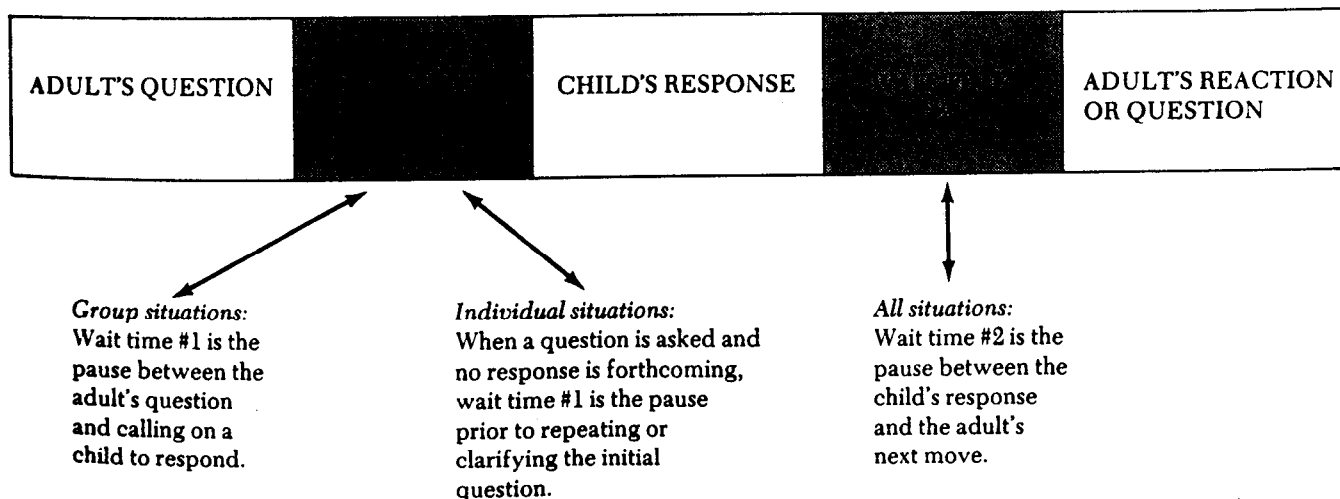 ADULT'S QUESTION
CHILD'S RESPONSE
ADULT'S REACTION
OR QUESTION
Group situations:
Wait time #1 is the
pause between the
adult's question
and calling on a
child to respond.
Individual situations:
When a question is asked and
no response is forthcoming,
wait time #1 is the pause
prior to repeating or
clarifying the initial
question.
All situations:
Wait time #2 is the
pause between the
child's response
and the adult's
next move.